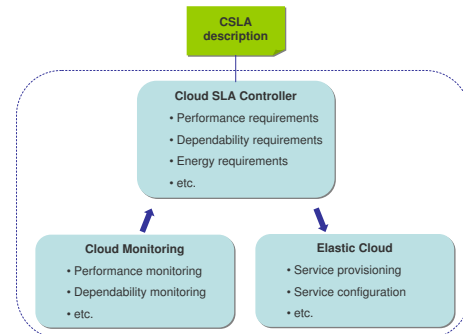 CSLA
description
Cloud SLA Controller
• Performance requirements
• Dependability requirements
• Energy requirements
• etc.
Cloud Monitoring
• Performance monitoring
• Dependability monitoring
• etc.
Elastic Cloud
• Service provisioning
• Service configuration
• etc.